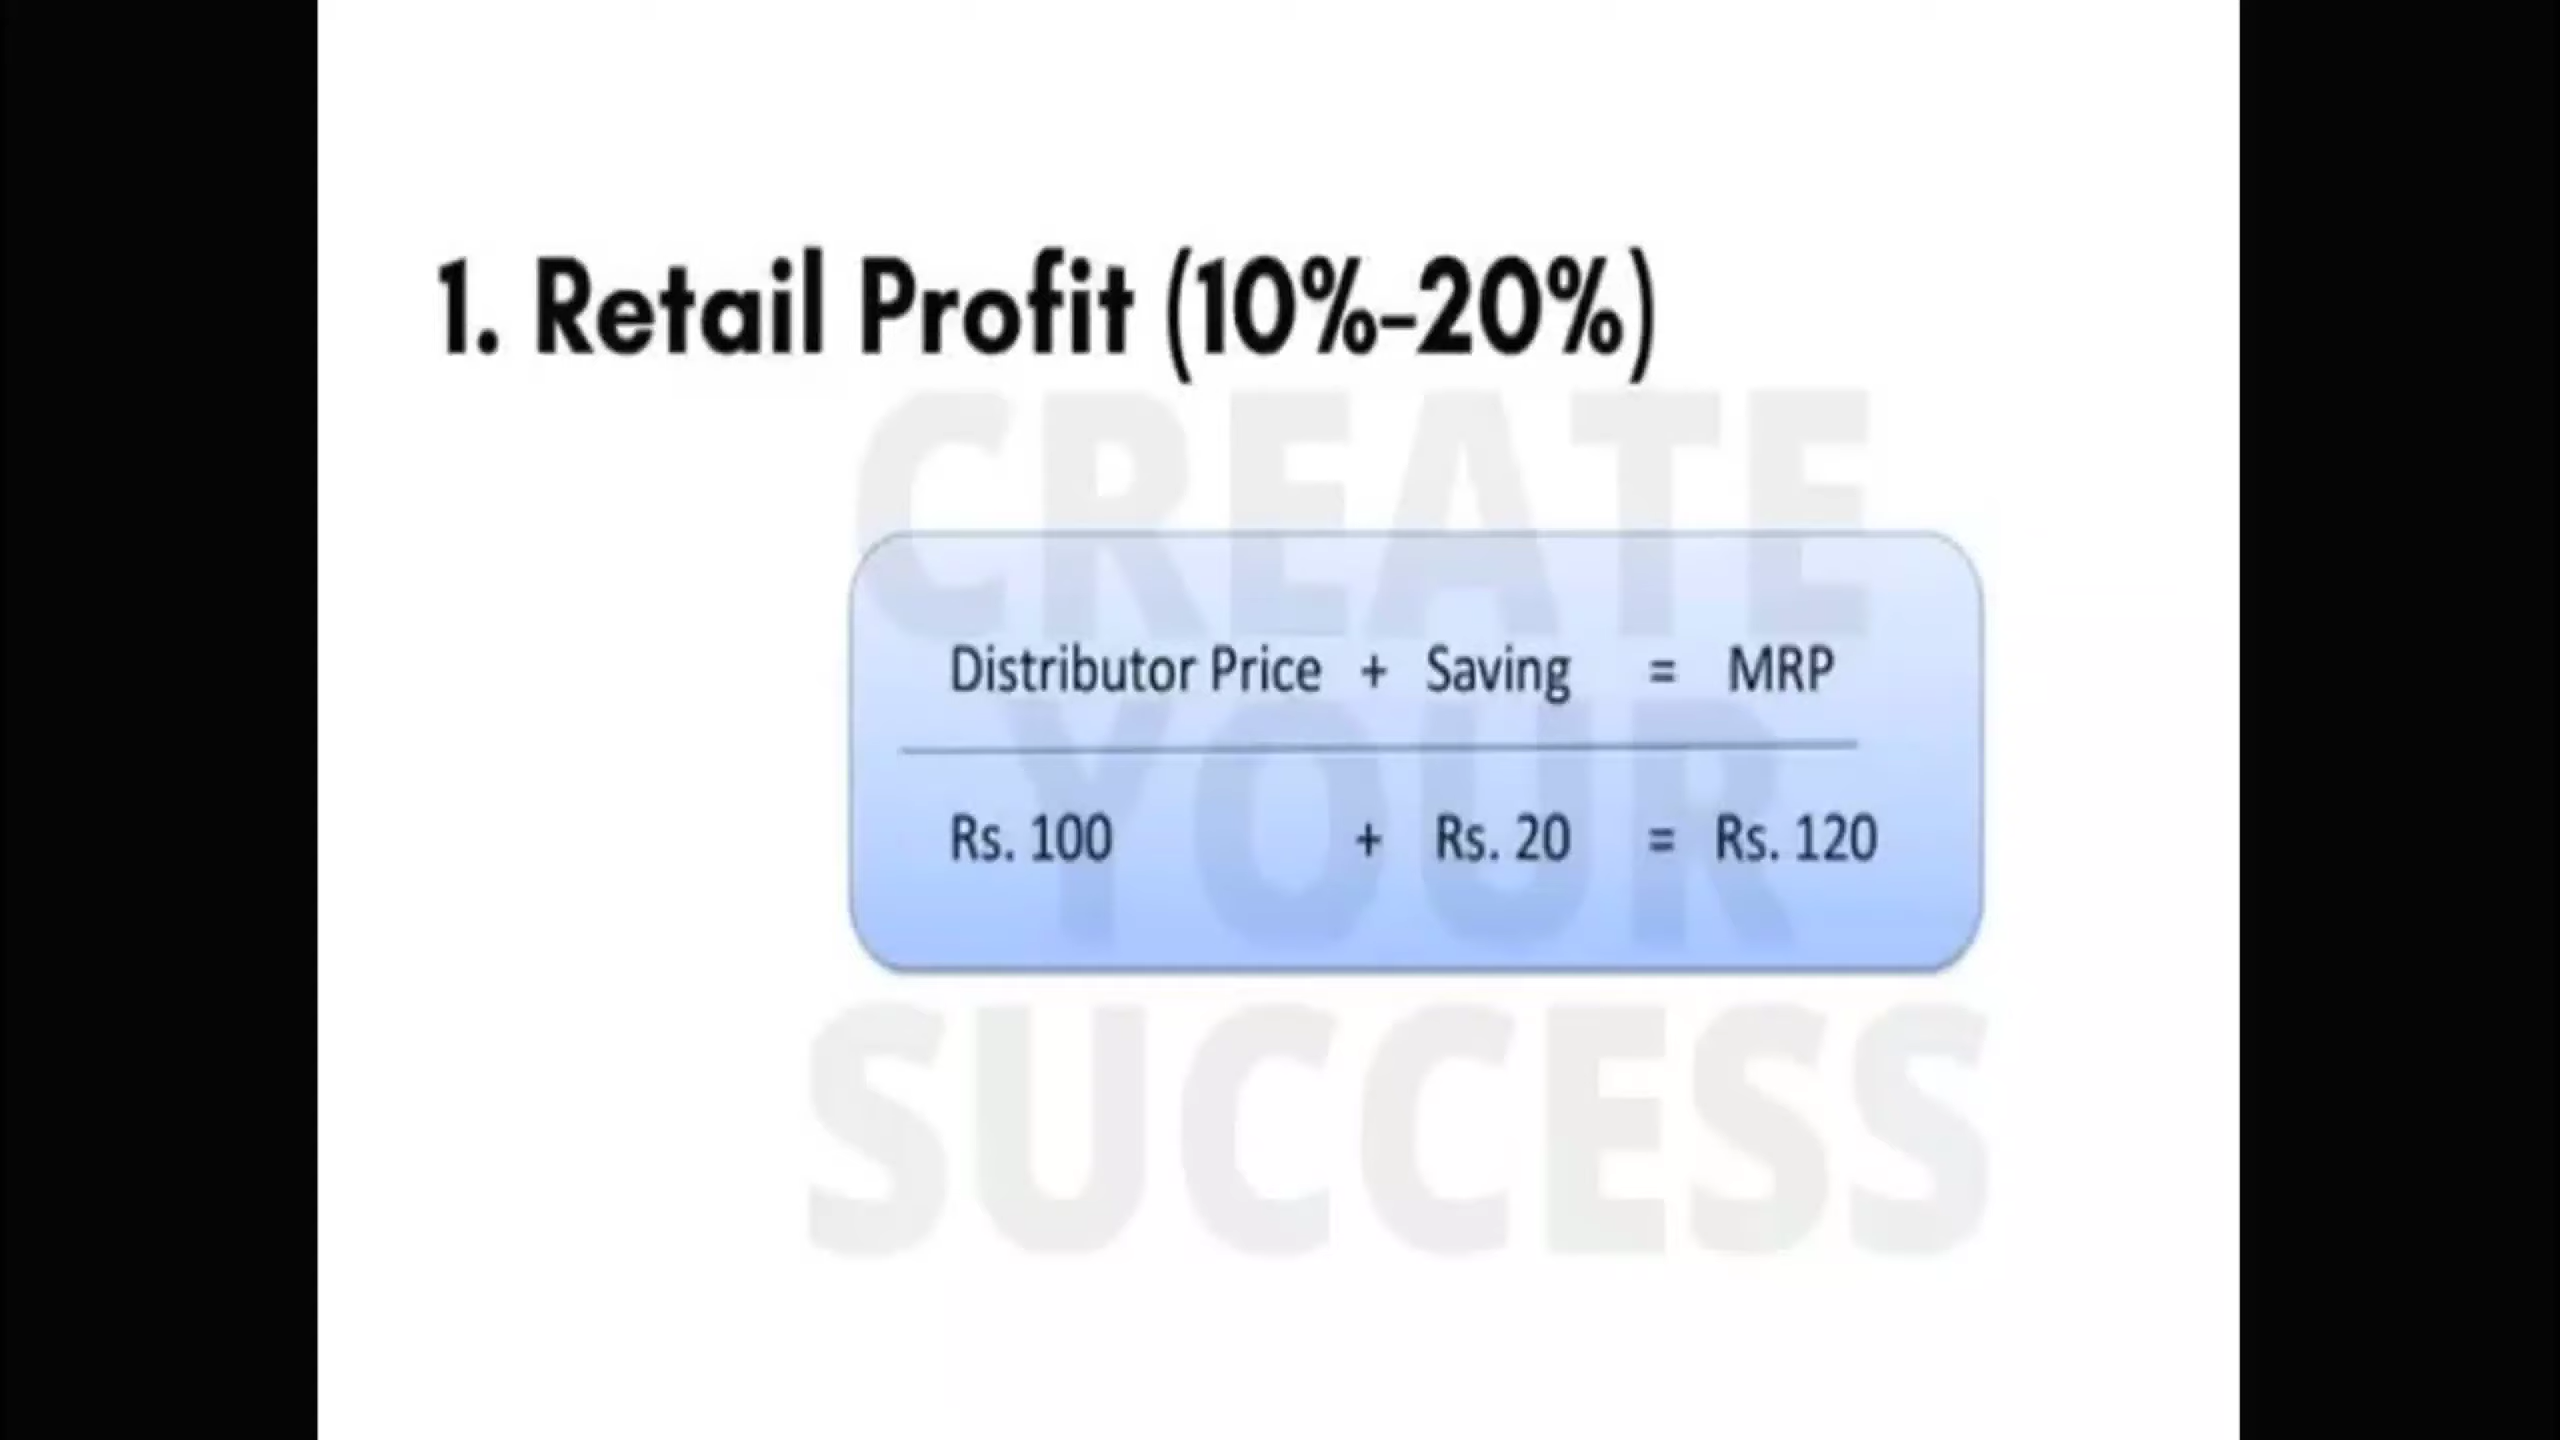 1. Retail Profit (10%-20%)
CREATE
Distributor Price + Saving = MRP
YOUR
Rs. 100 + Rs. 20 = Rs. 120
SUCCESS